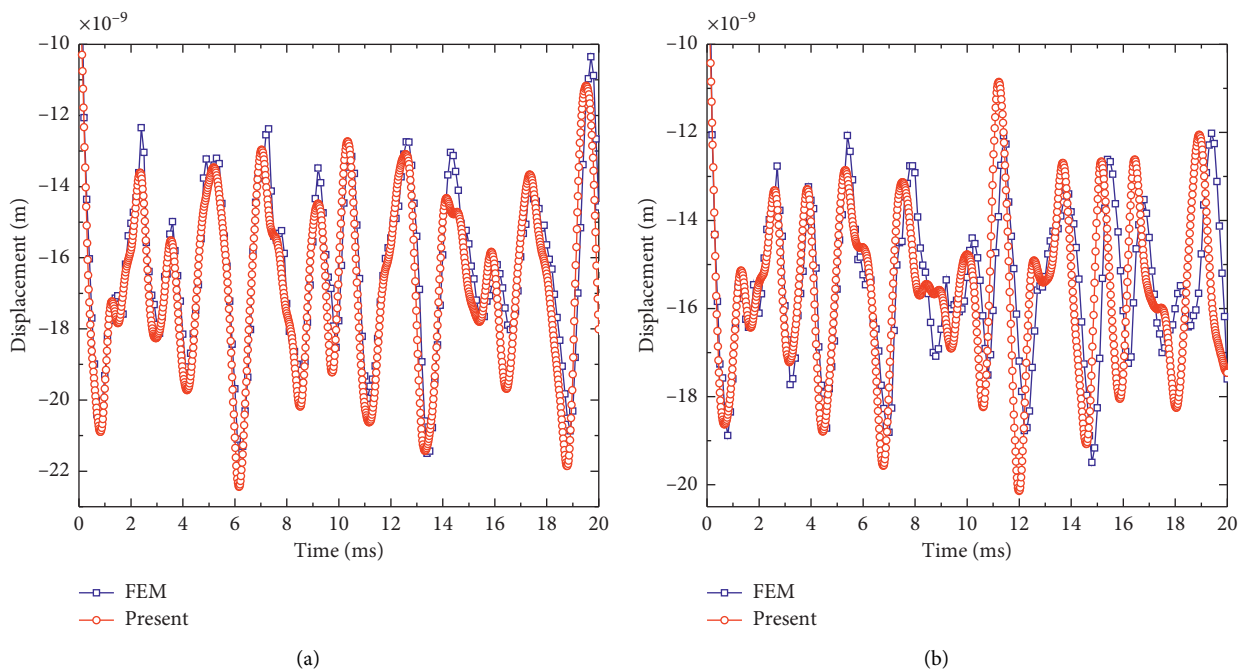 ×10−9
−10
−12
−14
−16
−18
−20
−22
Displacement (m)
0 2 4 6 8 10 12 14 16 18 20
Time (ms)
FEM
Present
(a)
×10−9
−10
−12
−14
−16
−18
−20
Displacement (m)
0 2 4 6 8 10 12 14 16 18 20
Time (ms)
FEM
Present
(b)